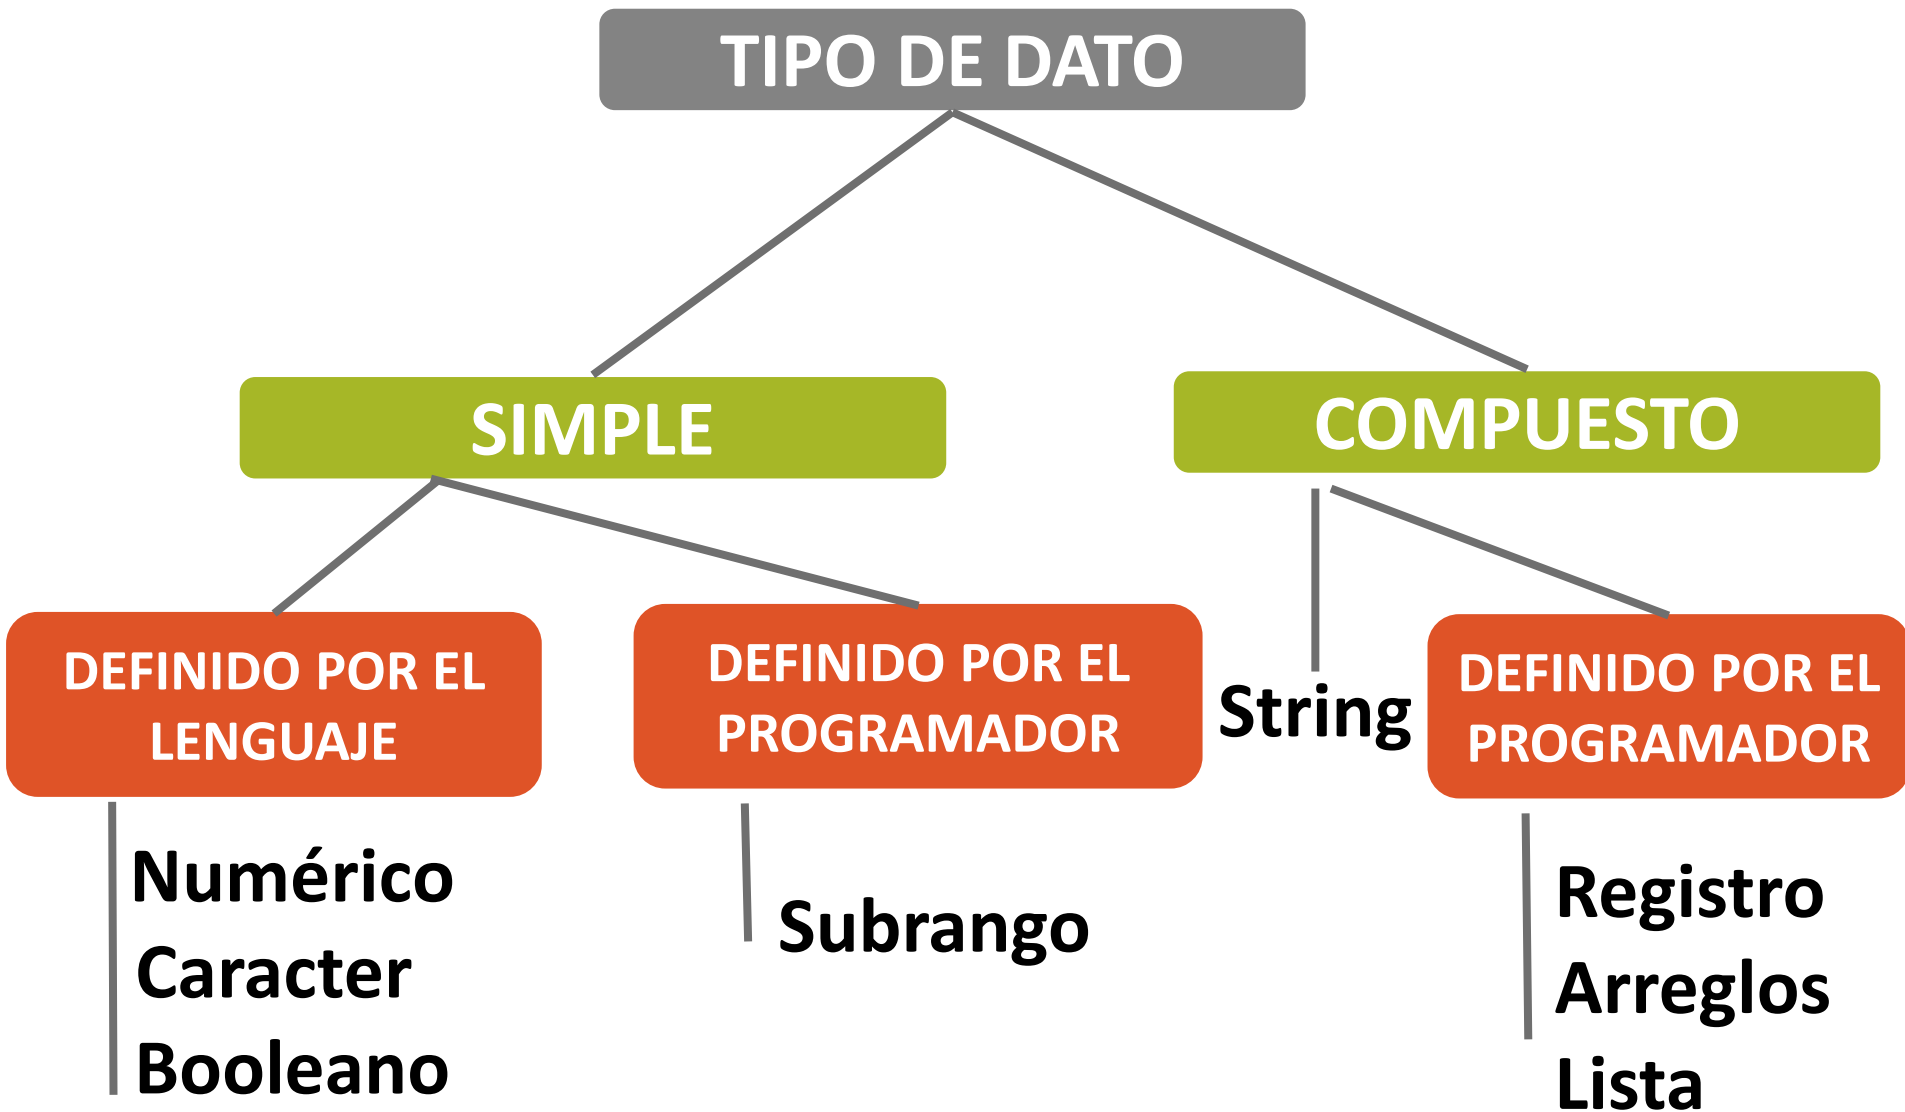 TIPO DE DATO
SIMPLE
COMPUESTO
DEFINIDO POR EL
LENGUAJE
DEFINIDO POR EL
PROGRAMADOR
String
DEFINIDO POR EL
PROGRAMADOR
Numérico
Caracter
Booleano
Subrango
Registro
Arreglos
Lista